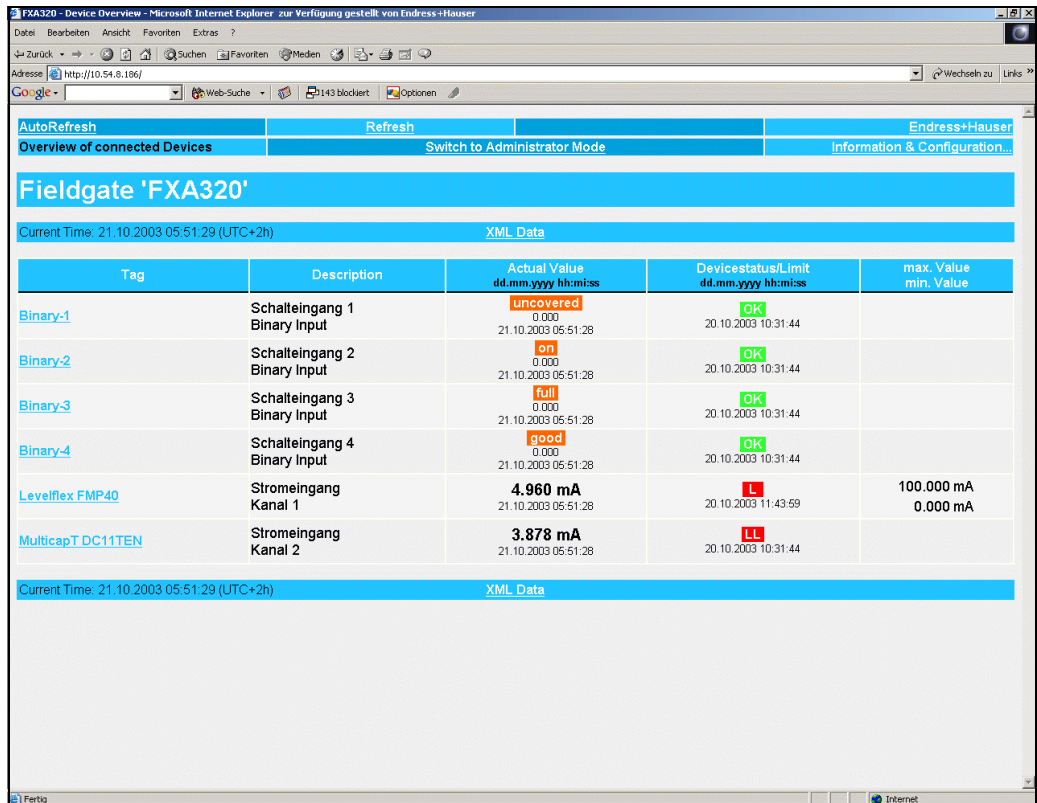 FXA320 - Device Overview - Microsoft Internet Explorer zur Verfügung gestellt von Endress+Hauser
Datei Bearbeiten Ansicht Favoriten Extras ?
Zurück Suchen Favoriten Medien
Adresse http://10.54.8.186/ Wechseln zu Links »
Google Web-Suche 143 blockiert Optionen
AutoRefresh Refresh Endress+Hauser
Overview of connected Devices Switch to Administrator Mode Information & Configuration...
Fieldgate 'FXA320'
Current Time: 21.10.2003 05:51:29 (UTC+2h) XML Data
Tag Description Actual Value Devicestatus/Limit max. Value
dd.mm.yyyy hh:mi:ss dd.mm.yyyy hh:mi:ss min. Value
Binary-1 Schalteingang 1 uncovered OK
Binary Input 0.000 20.10.2003 10:31:44
21.10.2003 05:51:28
Binary-2 Schalteingang 2 on OK
Binary Input 0.000 20.10.2003 10:31:44
21.10.2003 05:51:28
Binary-3 Schalteingang 3 full OK
Binary Input 0.000 20.10.2003 10:31:44
21.10.2003 05:51:28
Binary-4 Schalteingang 4 good OK
Binary Input 0.000 20.10.2003 10:31:44
21.10.2003 05:51:28
Levelflex FMP40 Stromeingang 4.960 mA L 100.000 mA
Kanal 1 21.10.2003 05:51:28 20.10.2003 11:43:59 0.000 mA
MulticapT DC11TEN Stromeingang 3.878 mA LL
Kanal 2 21.10.2003 05:51:28 20.10.2003 10:31:44
Current Time: 21.10.2003 05:51:29 (UTC+2h) XML Data
Fertig Internet